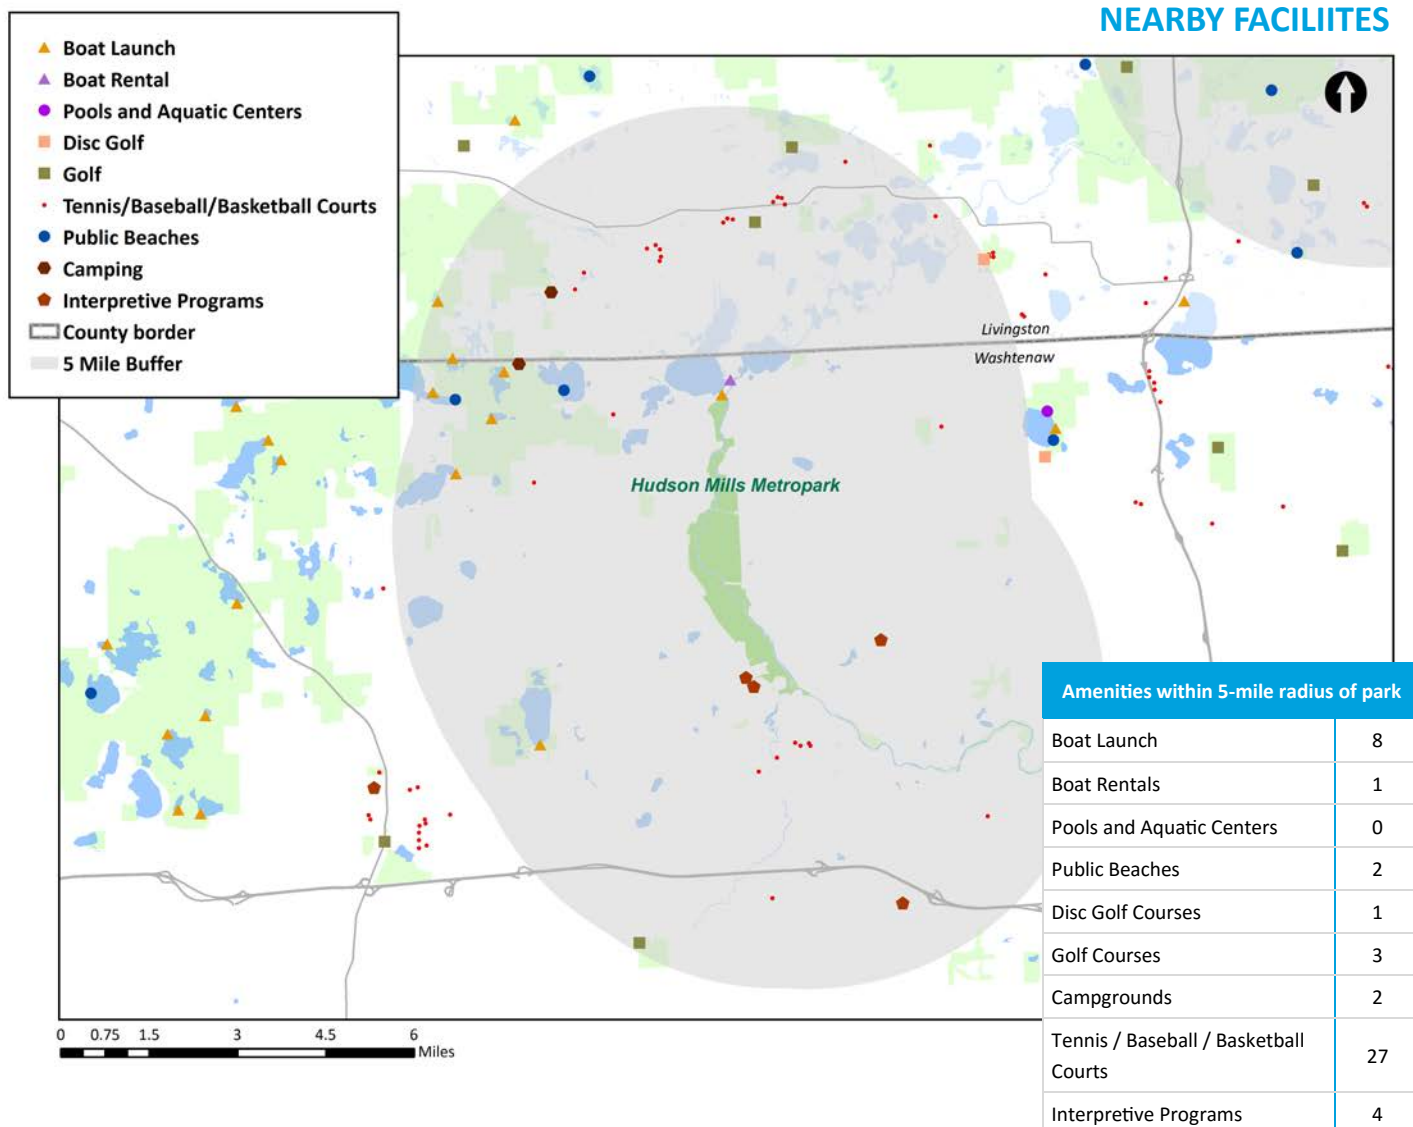 NEARBY FACILIITES
Boat Launch
Boat Rental
Pools and Aquatic Centers
Disc Golf
Golf
Tennis/Baseball/Basketball Courts
Public Beaches
Camping
Interpretive Programs
County border
5 Mile Buffer
Livingston
Washtenaw
Hudson Mills Metropark
Amenities within 5-mile radius of park
Boat Launch 8
Boat Rentals 1
Pools and Aquatic Centers 0
Public Beaches 2
Disc Golf Courses 1
Golf Courses 3
Campgrounds 2
Tennis / Baseball / Basketball
Courts 27
Interpretive Programs 4
0 0.75 1.5 3 4.5 6
Miles